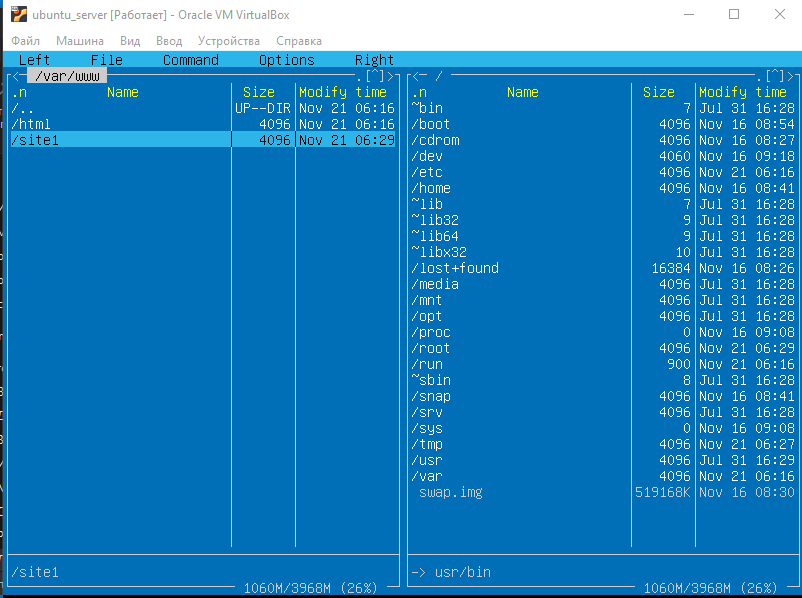 ubuntu_server [Работает] - Oracle VM VirtualBox
Файл Машина Вид Ввод Устройства Справка
Left File Command Options Right
<- /var/www .[^]>
.n Name Size Modify time
/.. UP--DIR Nov 21 06:16
/html 4096 Nov 21 06:16
/site1 4096 Nov 21 06:29
/site1
1060M/3968M (26%)
<- / .[^]>
.n Name Size Modify time
~bin 7 Jul 31 16:28
/boot 4096 Nov 16 08:54
/cdrom 4096 Nov 16 08:27
/dev 4060 Nov 16 09:18
/etc 4096 Nov 21 06:16
/home 4096 Nov 16 08:41
~lib 7 Jul 31 16:28
~lib32 9 Jul 31 16:28
~lib64 9 Jul 31 16:28
~libx32 10 Jul 31 16:28
/lost+found 16384 Nov 16 08:26
/media 4096 Jul 31 16:28
/mnt 4096 Jul 31 16:28
/opt 4096 Jul 31 16:28
/proc 0 Nov 16 09:08
/root 4096 Nov 21 06:29
/run 900 Nov 21 06:16
~sbin 8 Jul 31 16:28
/snap 4096 Nov 16 08:41
/srv 4096 Jul 31 16:28
/sys 0 Nov 16 09:08
/tmp 4096 Nov 21 06:27
/usr 4096 Jul 31 16:29
/var 4096 Nov 21 06:16
swap.img 519168K Nov 16 08:30
-> usr/bin
1060M/3968M (26%)